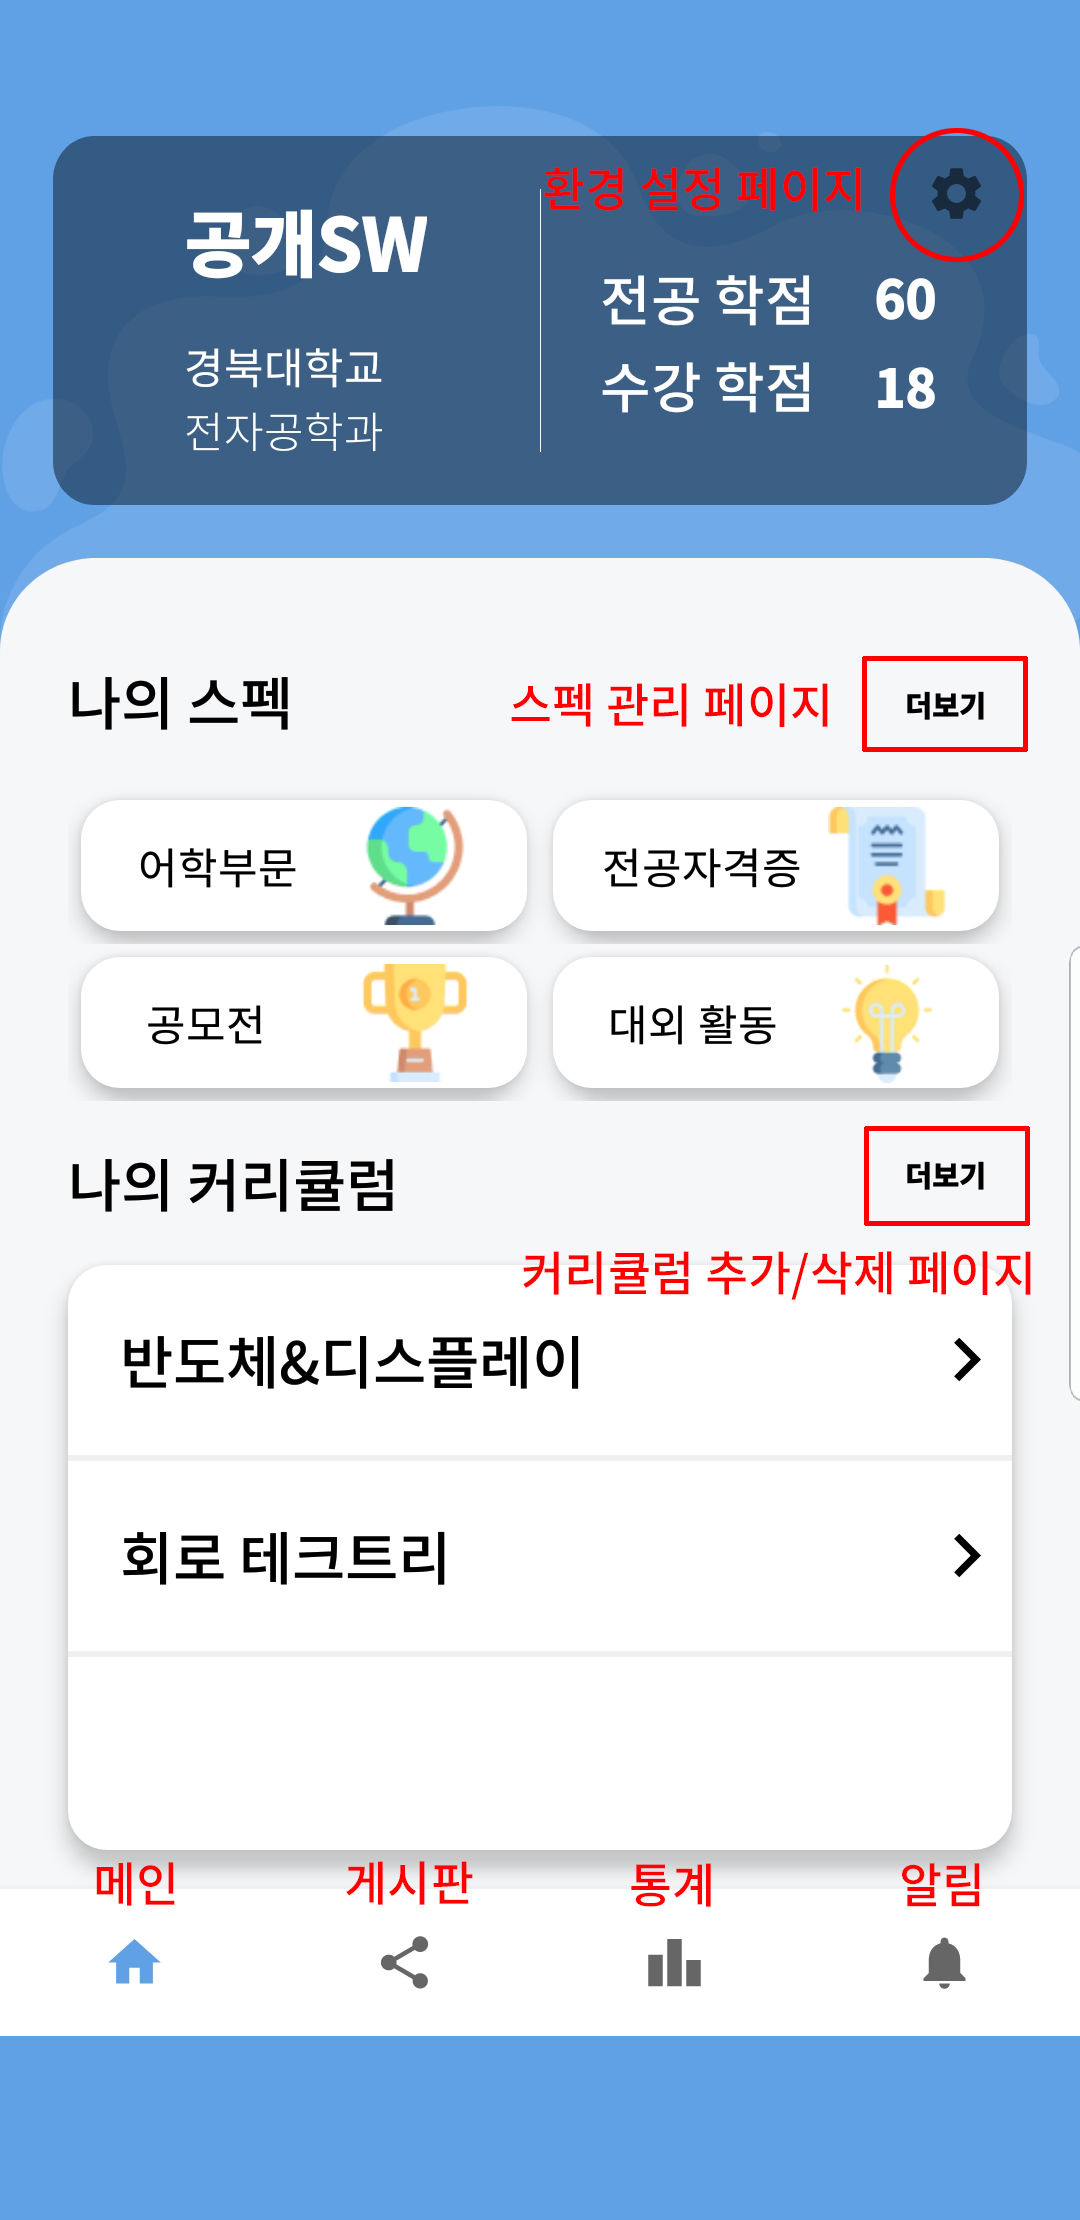 환경 설정 페이지
공개SW
경북대학교
전자공학과
전공 학점 60
수강 학점 18
나의 스펙
스펙 관리 페이지
더보기
어학부문
전공자격증
1
공모전
대외 활동
나의 커리큘럼
더보기
커리큘럼 추가/삭제 페이지
반도체&디스플레이
회로 테크트리
메인
게시판
통계
알림